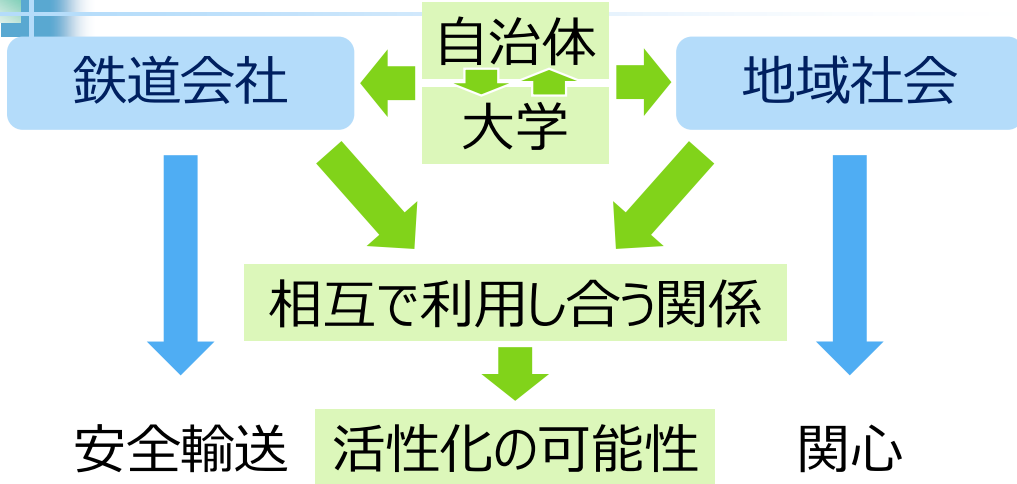 自治体
鉄道会社
地域社会
大学
相互で利用し合う関係
安全輸送
活性化の可能性
関心